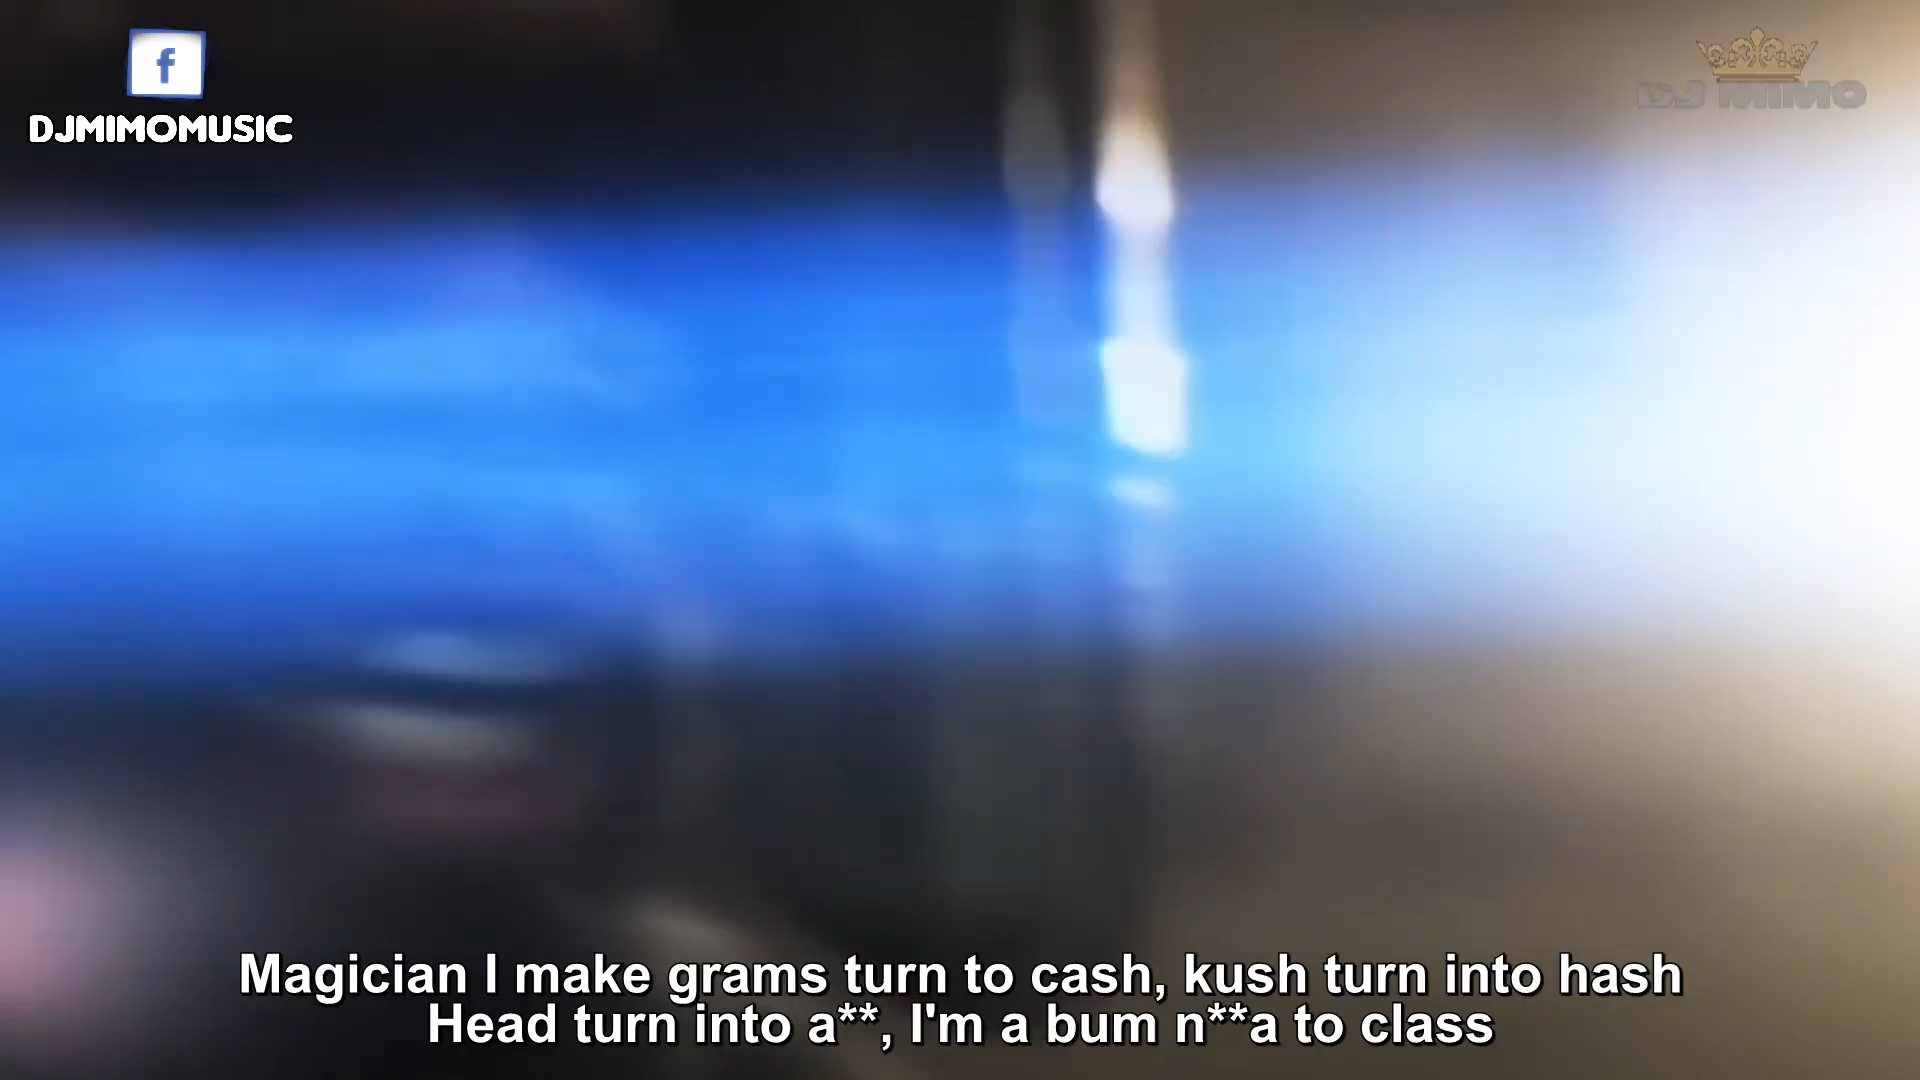 f
DJMIMOMUSIC
DJ MIMO
Magician I make grams turn to cash, kush turn into hash
Head turn into a**, I'm a bum n**a to class